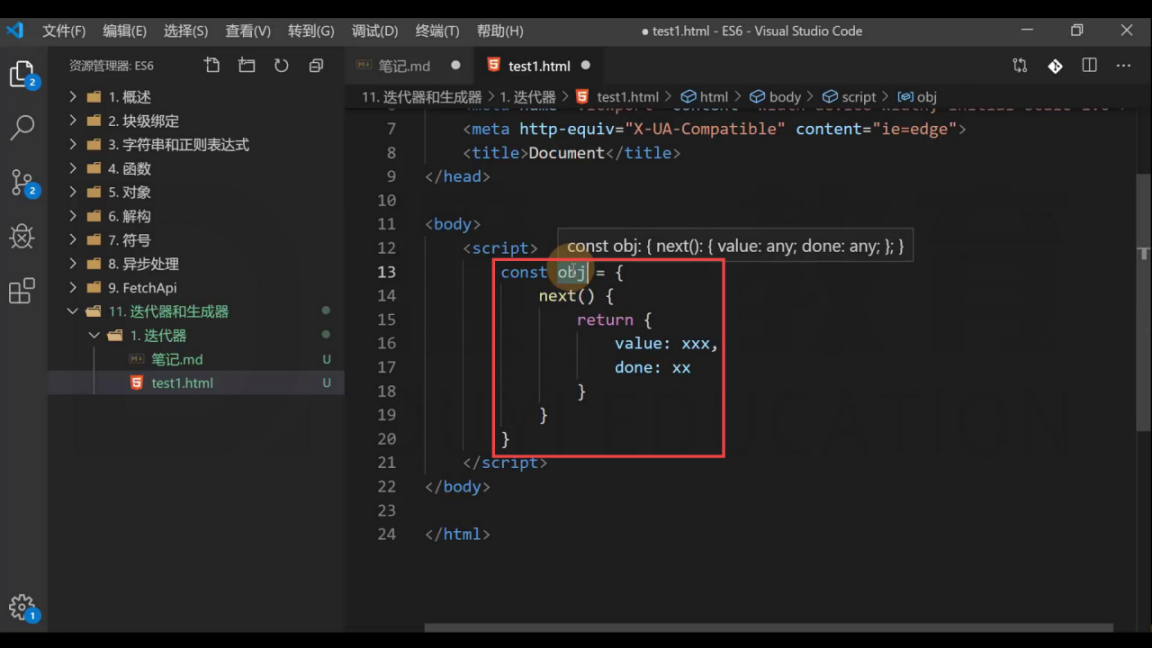 文件(F) 编辑(E) 选择(S) 查看(V) 转到(G) 调试(D) 终端(T) 帮助(H) ● test1.html - ES6 - Visual Studio Code
资源管理器: ES6
笔记.md ● test1.html ●
11. 迭代器和生成器 > 1. 迭代器 > test1.html > html > body > script > obj
2
> 1. 概述
> 2. 块级绑定
> 3. 字符串和正则表达式
> 4. 函数
> 5. 对象
> 6. 解构
> 7. 符号
> 8. 异步处理
> 9. FetchApi
11. 迭代器和生成器
1. 迭代器
笔记.md U
test1.html U
2
1
7 <meta http-equiv="X-UA-Compatible" content="ie=edge">
8 <title>Document</title>
9 </head>
10
11 <body>
12 <script>
const obj: { next(): { value: any; done: any; }; }
13 const obj = {
14 next() {
15 return {
16 value: xxx,
17 done: xx
18 }
19 }
20 }
21 </script>
22 </body>
23
24 </html>